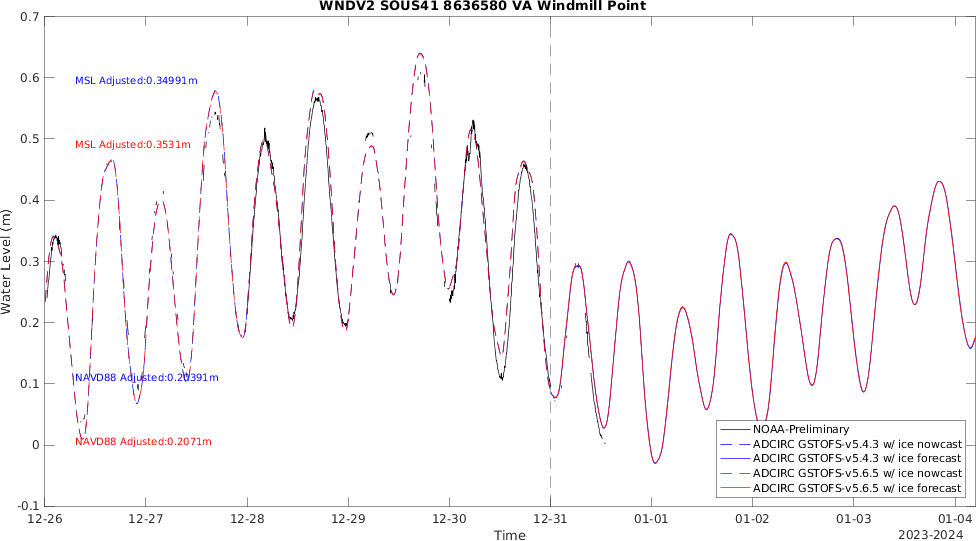 WNDV2 SOUS41 8636580 VA Windmill Point
0.7
0.6
0.5
0.4
0.3
0.2
0.1
0
-0.1
Water Level (m)
MSL Adjusted:0.34991m
MSL Adjusted:0.3531m
NAVD88 Adjusted:0.20391m
NAVD88 Adjusted:0.2071m
NOAA-Preliminary
ADCIRC GSTOFS-v5.4.3 w/ ice nowcast
ADCIRC GSTOFS-v5.4.3 w/ ice forecast
ADCIRC GSTOFS-v5.6.5 w/ ice nowcast
ADCIRC GSTOFS-v5.6.5 w/ ice forecast
12-26 12-27 12-28 12-29 12-30 12-31 01-01 01-02 01-03 01-04
Time
2023-2024